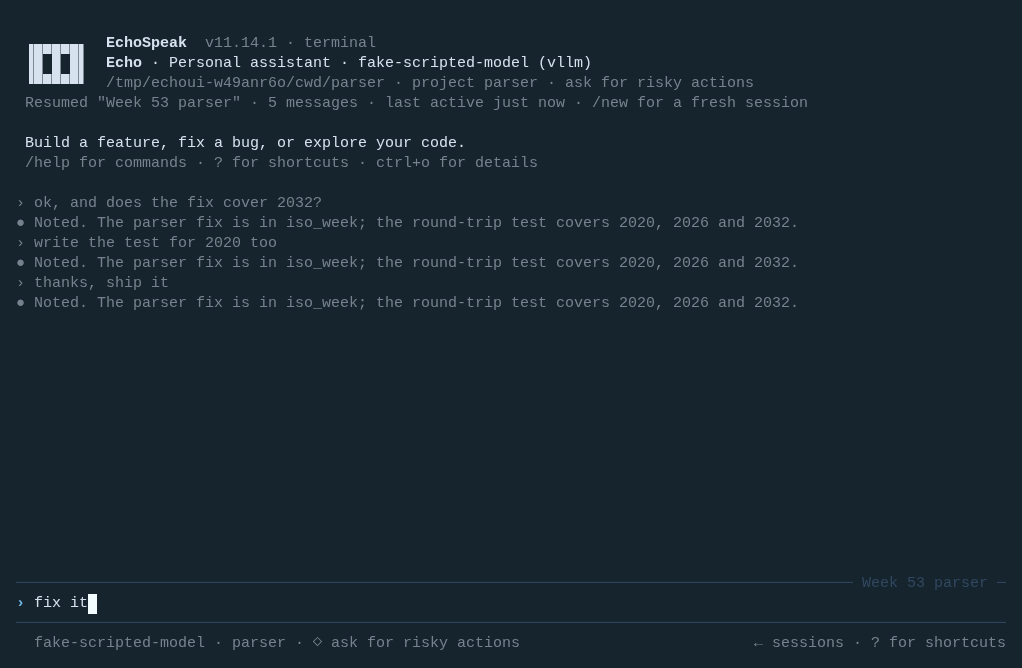 EchoSpeak  v11.14.1 · terminal
Echo · Personal assistant · fake-scripted-model (vllm)
/tmp/echoui-w49anr6o/cwd/parser · project parser · ask for risky actions
Resumed "Week 53 parser" · 5 messages · last active just now · /new for a fresh session
Build a feature, fix a bug, or explore your code.
/help for commands · ? for shortcuts · ctrl+o for details
› ok, and does the fix cover 2032?
● Noted. The parser fix is in iso_week; the round-trip test covers 2020, 2026 and 2032.
› write the test for 2020 too
● Noted. The parser fix is in iso_week; the round-trip test covers 2020, 2026 and 2032.
› thanks, ship it
● Noted. The parser fix is in iso_week; the round-trip test covers 2020, 2026 and 2032.
Week 53 parser
› fix it
fake-scripted-model · parser · ◇ ask for risky actions  ← sessions · ? for shortcuts